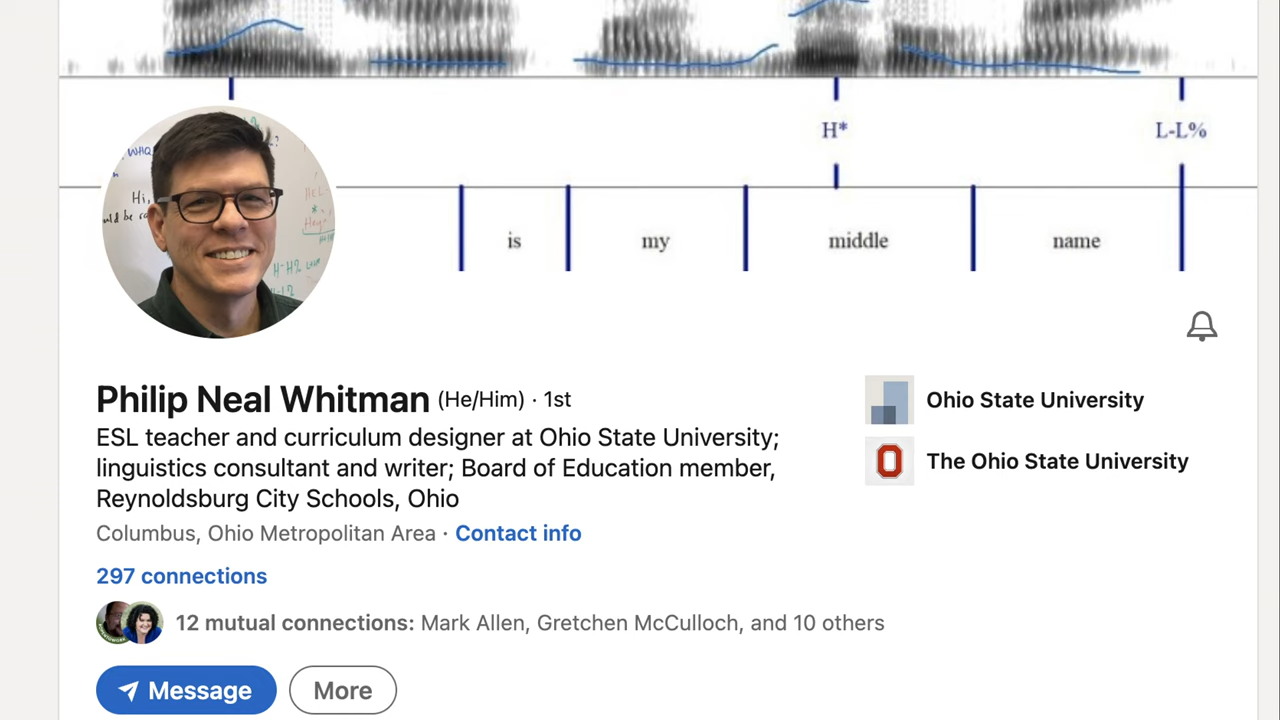 H*
L-L%
is my middle name
WHQ
Hi,
Philip Neal Whitman (He/Him) · 1st
ESL teacher and curriculum designer at Ohio State University;
linguistics consultant and writer; Board of Education member,
Reynoldsburg City Schools, Ohio
Columbus, Ohio Metropolitan Area · Contact info
297 connections
12 mutual connections: Mark Allen, Gretchen McCulloch, and 10 others
Message
More
Ohio State University
The Ohio State University